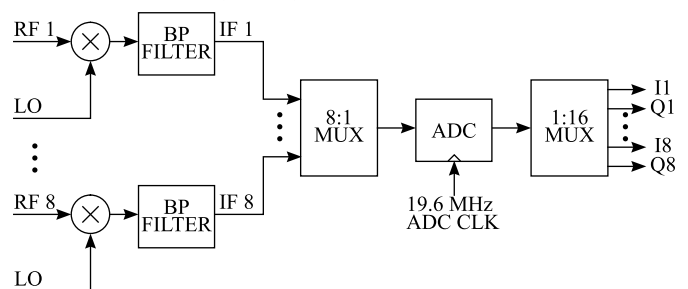 RF 1
BP
FILTER
IF 1
LO
8:1
MUX
ADC
1:16
MUX
I1
Q1
I8
Q8
RF 8
BP
FILTER
IF 8
19.6 MHz
ADC CLK
LO